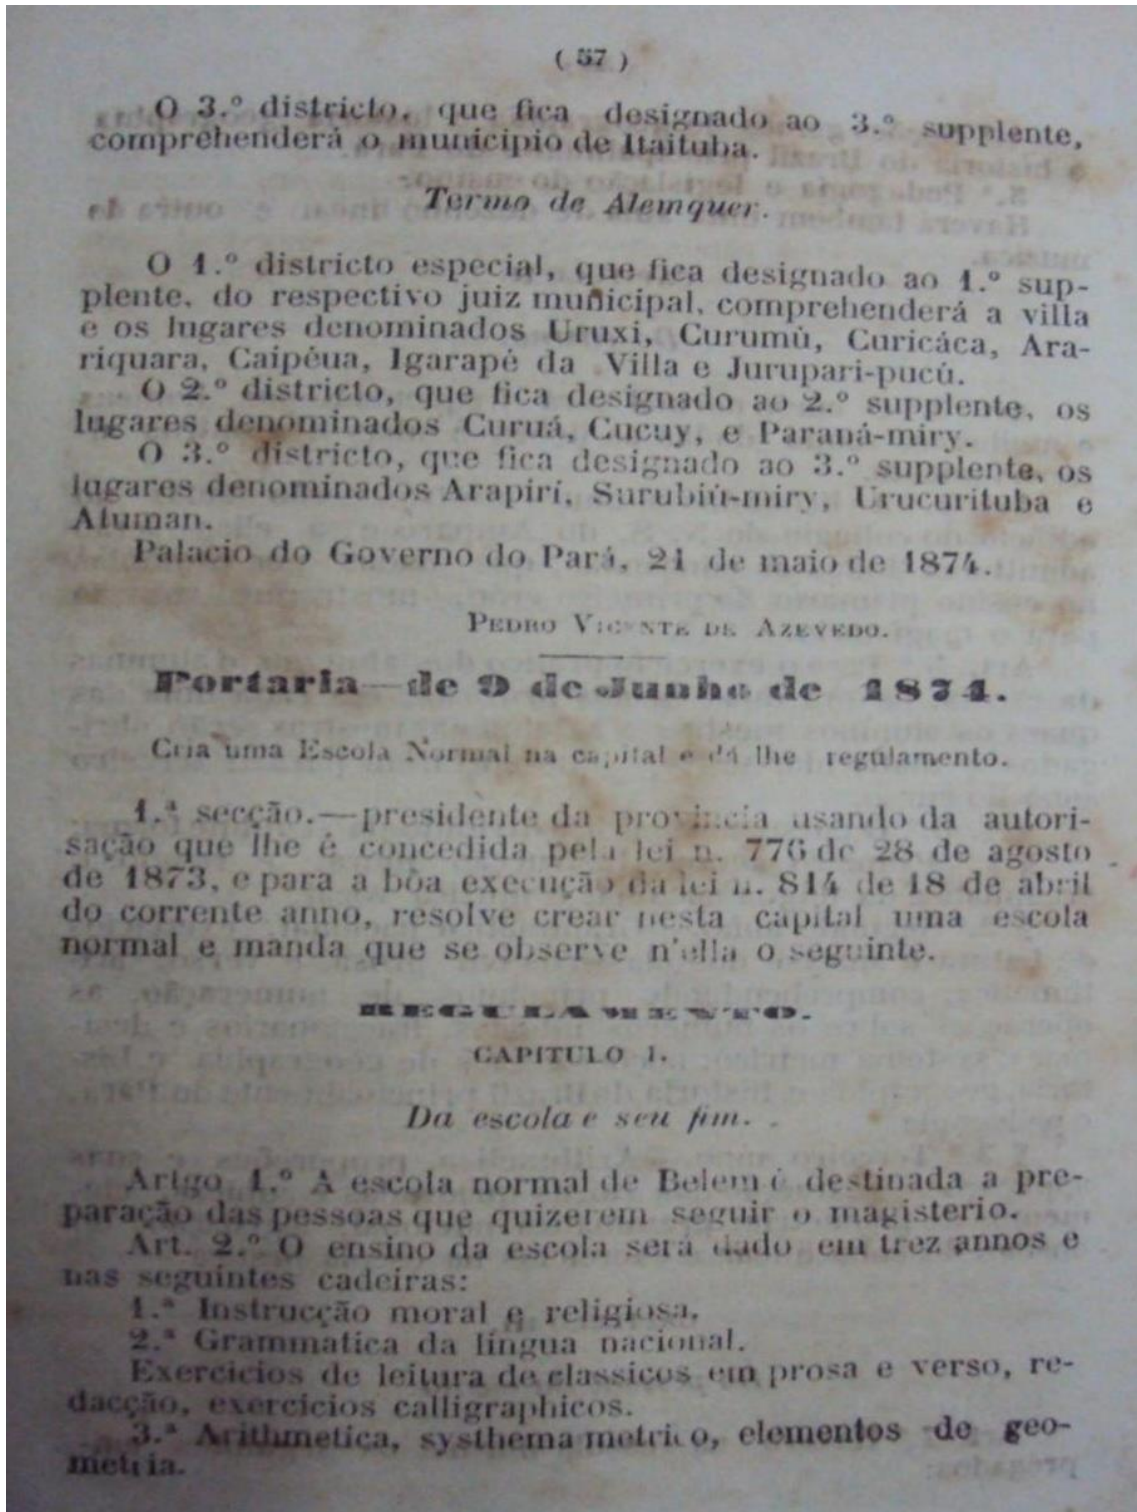 ( 57 )
O 3.º districto, que fica designado ao 3.º supplente,
comprehenderá o municipio de Itaituba.
Termo de Alemquer.
O 1.º districto especial, que fica designado ao 1.º sup-
plente, do respectivo juiz municipal, comprehenderá a villa
e os lugares denominados Uruxi, Curumú, Curicáca, Ara-
riquara, Caipéua, Igarapé da Villa e Jurupari-pucú.
O 2.º districto, que fica designado ao 2.º supplente, os
lugares denominados Curuá, Cucuy, e Paraná-miry.
O 3.º districto, que fica designado ao 3.º supplente, os
lugares denominados Arapirí, Surubiú-miry, Urucurituba e
Atuman.
Palacio do Governo do Pará, 21 de maio de 1874.
PEDRO VICENTE DE AZEVEDO.
Portaria—de 9 de Junho de 1874.
Cria uma Escola Normal na capital e dá lhe regulamento.
1.ª secção.—presidente da provincia usando da autori-
sação que lhe é concedida pela lei n. 776 de 28 de agosto
de 1873, e para a bôa execução da lei n. 814 de 18 de abril
do corrente anno, resolve crear nesta capital uma escola
normal e manda que se observe n'ella o seguinte.
REGULAMENTO.
CAPITULO I.
Da escola e seu fim.
Artgo 1.º A escola normal de Belem é destinada a pre-
paração das pessoas que quizerem seguir o magisterio.
Art. 2.º O ensino da escola será dado em trez annos e
nas seguintes cadeiras:
1.ª Instrucção moral e religiosa.
2.ª Grammatica da lingua nacional.
Exercicios de leitura de classicos em prosa e verso, re-
dacção, exercicios calligraphicos.
3.ª Arithmetica, systhema metrico, elementos de geo-
metria.